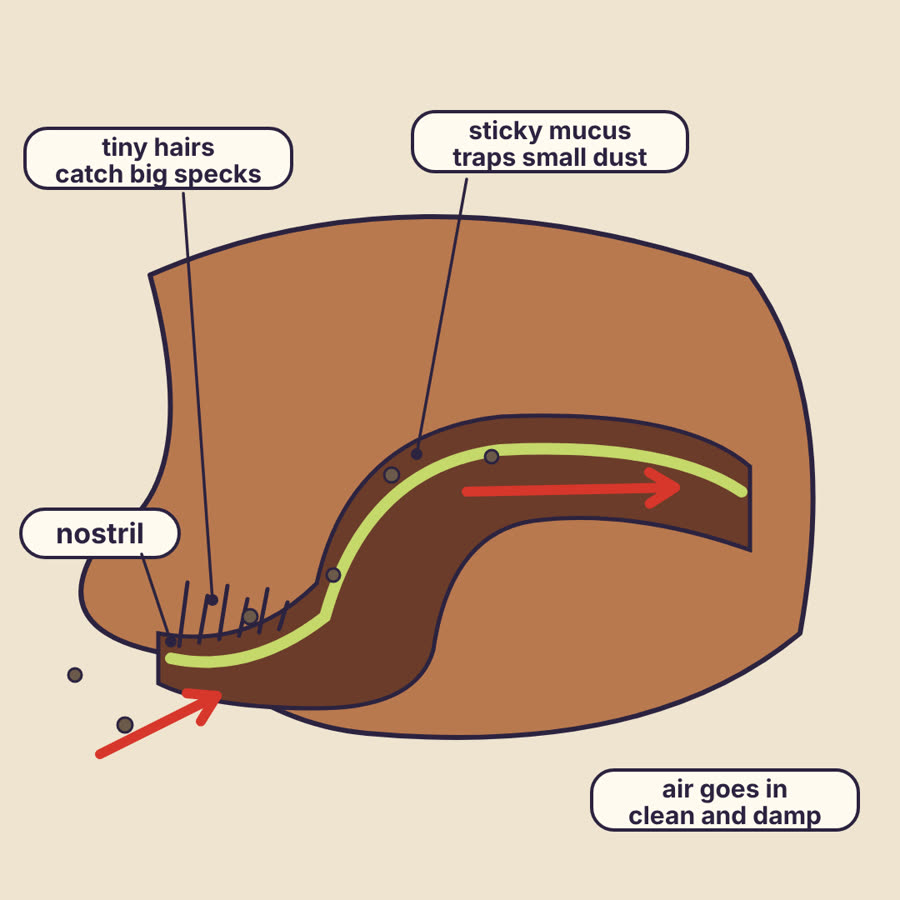 tiny hairs
catch big specks
sticky mucus
traps small dust
nostril
air goes in
clean and damp